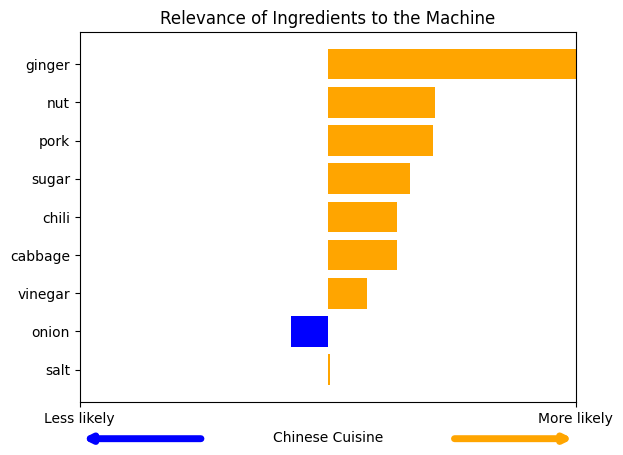 Relevance of Ingredients to the Machine
ginger
nut
pork
sugar
chili
cabbage
vinegar
onion
salt
Less likely
More likely
Chinese Cuisine